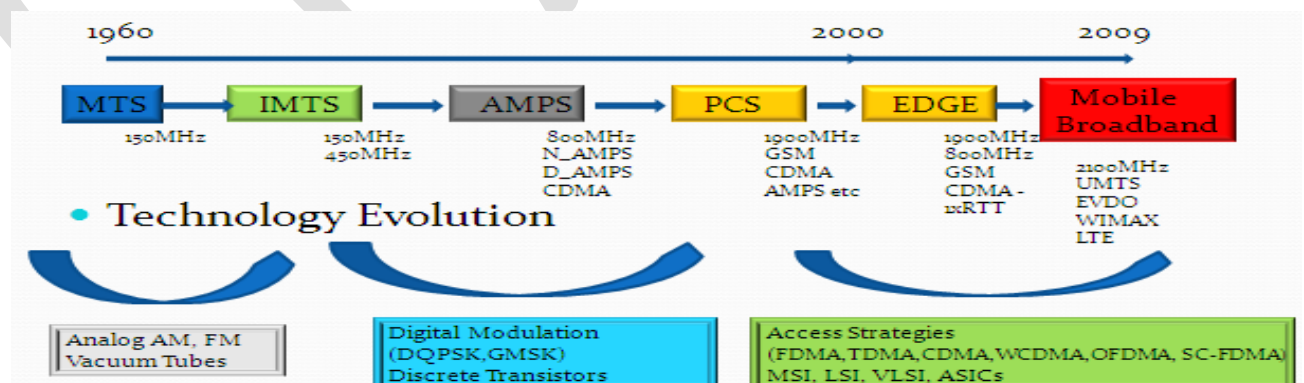 1960 2000 2009
MTS IMTS AMPS PCS EDGE Mobile Broadband
150MHz
150MHz
450MHz
800MHz
N_AMPS
D_AMPS
CDMA
1900MHz
GSM
CDMA
AMPS etc
1900MHz
800MHz
GSM
CDMA -
1xRTT
2100MHz
UMTS
EVDO
WIMAX
LTE
• Technology Evolution
Analog AM, FM
Vacuum Tubes
Digital Modulation
(DQPSK,GMSK)
Discrete Transistors
Access Strategies
(FDMA,TDMA,CDMA,WCDMA,OFDMA, SC-FDMA)
MSI, LSI, VLSI, ASICs